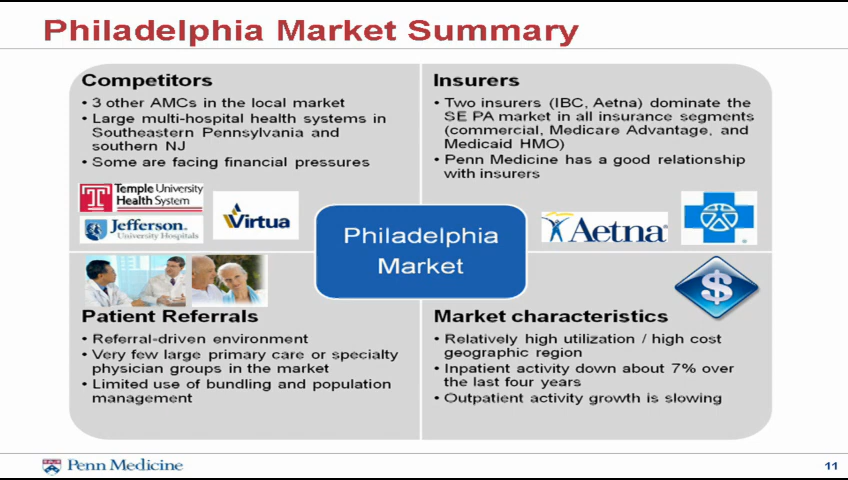 Philadelphia Market Summary
Competitors
• 3 other AMCs in the local market
• Large multi-hospital health systems in
Southeastern Pennsylvania and
southern NJ
• Some are facing financial pressures
Temple University
Health System
Jefferson.
University Hospitals
Virtua
Insurers
• Two insurers (IBC, Aetna) dominate the
SE PA market in all insurance segments
(commercial, Medicare Advantage, and
Medicaid HMO)
• Penn Medicine has a good relationship
with insurers
Aetna
Philadelphia
Market
Patient Referrals
• Referral-driven environment
• Very few large primary care or specialty
physician groups in the market
• Limited use of bundling and population
management
$
Market characteristics
• Relatively high utilization / high cost
geographic region
• Inpatient activity down about 7% over
the last four years
• Outpatient activity growth is slowing
Penn Medicine
11